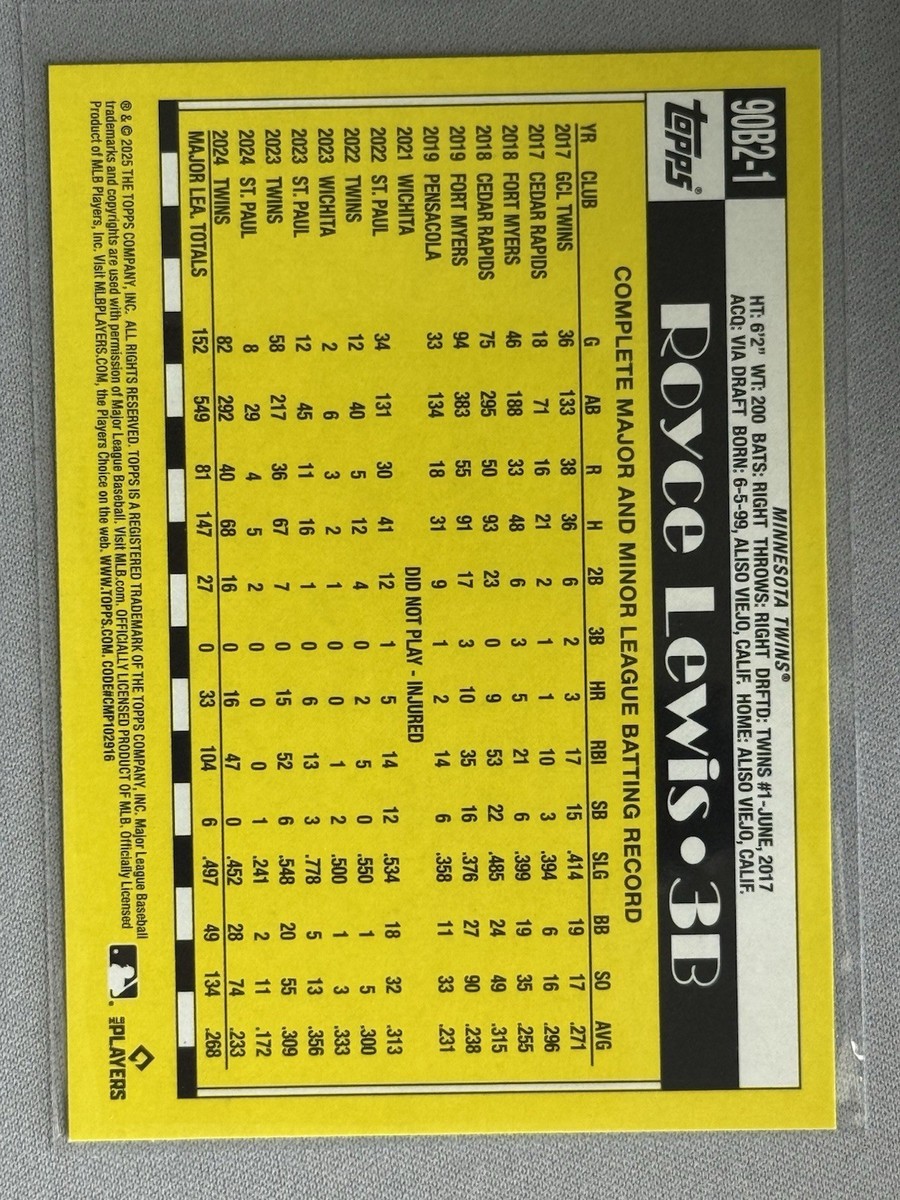 90B2-1
MINNESOTA TWINS®
HT: 6'2" WT: 200 BATS: RIGHT THROWS: RIGHT DRFTD: TWINS #1-JUNE, 2017
ACQ: VIA DRAFT BORN: 6-5-99, ALISO VIEJO, CALIF. HOME: ALISO VIEJO, CALIF.
topps® Royce Lewis • 3B
COMPLETE MAJOR AND MINOR LEAGUE BATTING RECORD
YR CLUB G AB R H 2B 3B HR RBI SB SLG BB SO AVG
2017 GCL TWINS 36 133 38 36 6 2 3 17 15 .414 19 17 .271
2017 CEDAR RAPIDS 18 71 16 21 2 1 1 10 3 .394 6 16 .296
2018 FORT MYERS 46 188 33 48 6 3 5 21 6 .399 19 35 .255
2018 CEDAR RAPIDS 75 295 50 93 23 0 9 53 22 .485 24 49 .315
2019 FORT MYERS 94 383 55 91 17 3 10 35 16 .376 27 90 .238
2019 PENSACOLA 33 134 18 31 9 1 2 14 6 .358 11 33 .231
2021 WICHITA DID NOT PLAY - INJURED
2022 ST. PAUL 34 131 30 41 12 1 5 14 12 .534 18 32 .313
2022 TWINS 12 40 5 12 4 0 2 5 0 .550 1 5 .300
2023 WICHITA 2 6 3 2 1 0 0 1 2 .500 1 3 .333
2023 ST. PAUL 12 45 11 16 1 0 6 13 3 .778 5 13 .356
2023 TWINS 58 217 36 67 7 0 15 52 6 .548 20 55 .309
2024 ST. PAUL 8 29 4 5 2 0 0 0 1 .241 2 11 .172
2024 TWINS 82 292 40 68 16 0 16 47 0 .452 28 74 .233
MAJOR LEA. TOTALS 152 549 81 147 27 0 33 104 6 .497 49 134 .268
® & © 2025 THE TOPPS COMPANY, INC. ALL RIGHTS RESERVED. TOPPS IS A REGISTERED TRADEMARK OF THE TOPPS COMPANY, INC. Major League Baseball
trademarks and copyrights are used with permission of Major League Baseball. Visit MLB.com. OFFICIALLY LICENSED PRODUCT OF MLB. Officially Licensed
Product of MLB Players, Inc. Visit MLBPLAYERS.COM, the Players Choice on the web. WWW.TOPPS.COM. CODE#CMP102916
MLB PLAYERS